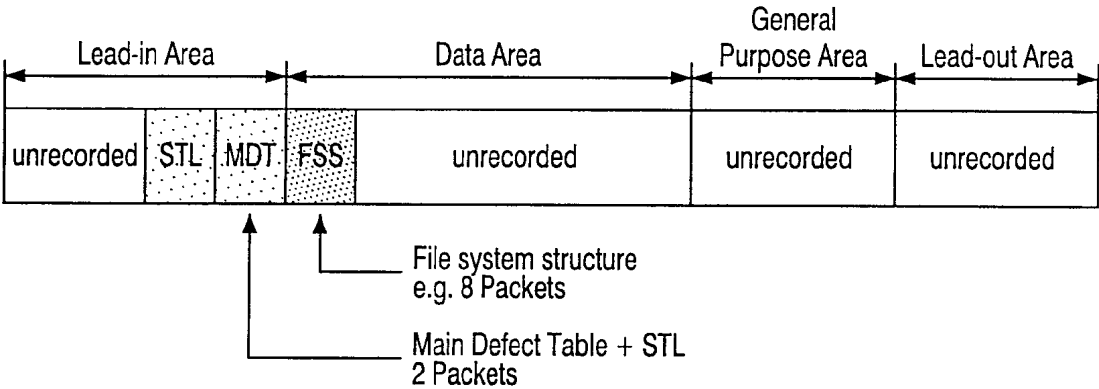 General
Lead-in Area Data Area Purpose Area Lead-out Area
unrecorded STL MDT FSS unrecorded unrecorded unrecorded
File system structure
e.g. 8 Packets
Main Defect Table + STL
2 Packets